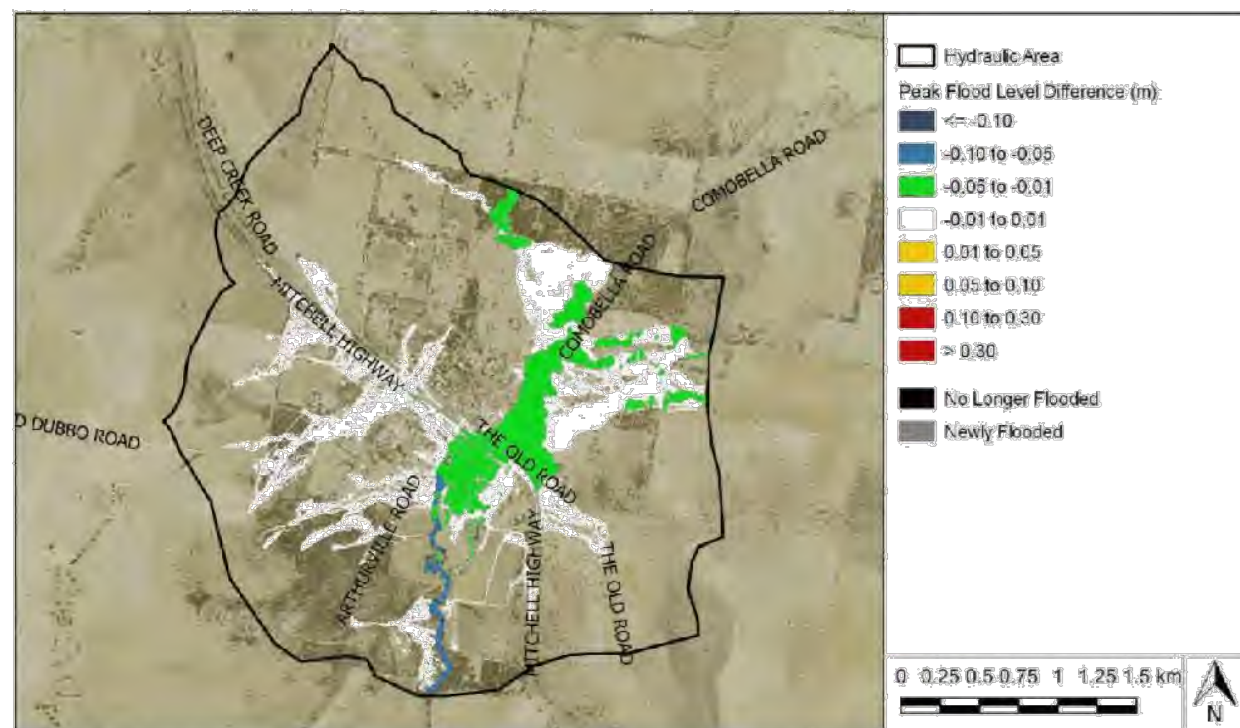 DEEP CREEK ROAD
COMOBELLA ROAD
COMOBELLA ROAD
MITCHELL HIGHWAY
D DUBBO ROAD
THE OLD ROAD
ARTHURVILLE ROAD
MITCHELL HIGHWAY
THE OLD ROAD
Hydraulic Area
Peak Flood Level Difference (m)
<= -0.10
-0.10 to -0.05
-0.05 to -0.01
-0.01 to 0.01
0.01 to 0.05
0.05 to 0.10
0.10 to 0.30
> 0.30
No Longer Flooded
Newly Flooded
0 0.25 0.5 0.75 1 1.25 1.5 km
N